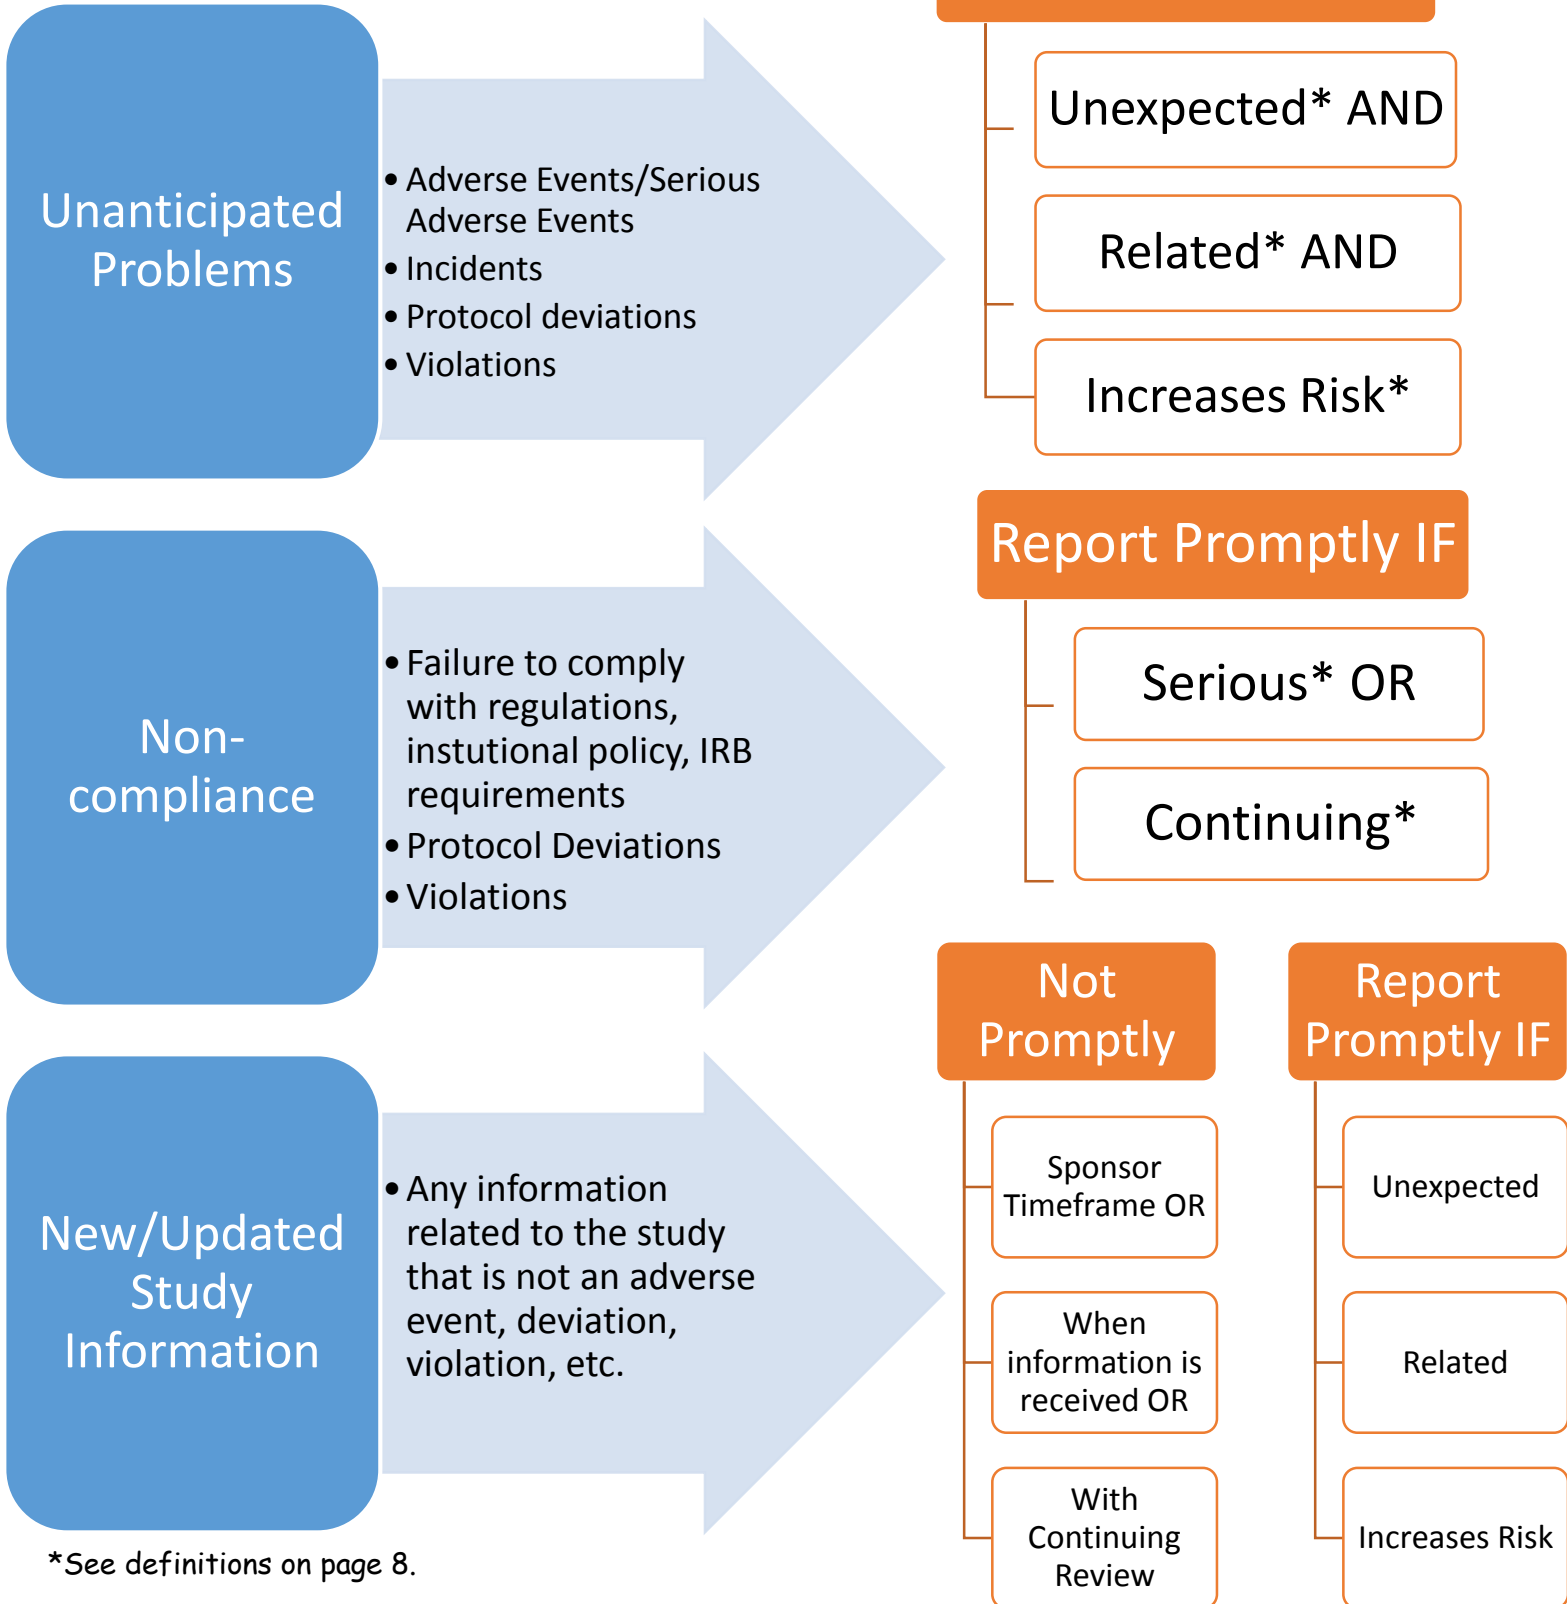 Unanticipated
Problems
• Adverse Events/Serious
Adverse Events
• Incidents
• Protocol deviations
• Violations
Unexpected* AND
Related* AND
Increases Risk*
Non-
compliance
• Failure to comply
with regulations,
instutional policy, IRB
requirements
• Protocol Deviations
• Violations
Report Promptly IF
Serious* OR
Continuing*
New/Updated
Study
Information
• Any information
related to the study
that is not an adverse
event, deviation,
violation, etc.
Not
Promptly
Sponsor
Timeframe OR
When
information is
received OR
With
Continuing
Review
Report
Promptly IF
Unexpected
Related
Increases Risk
*See definitions on page 8.